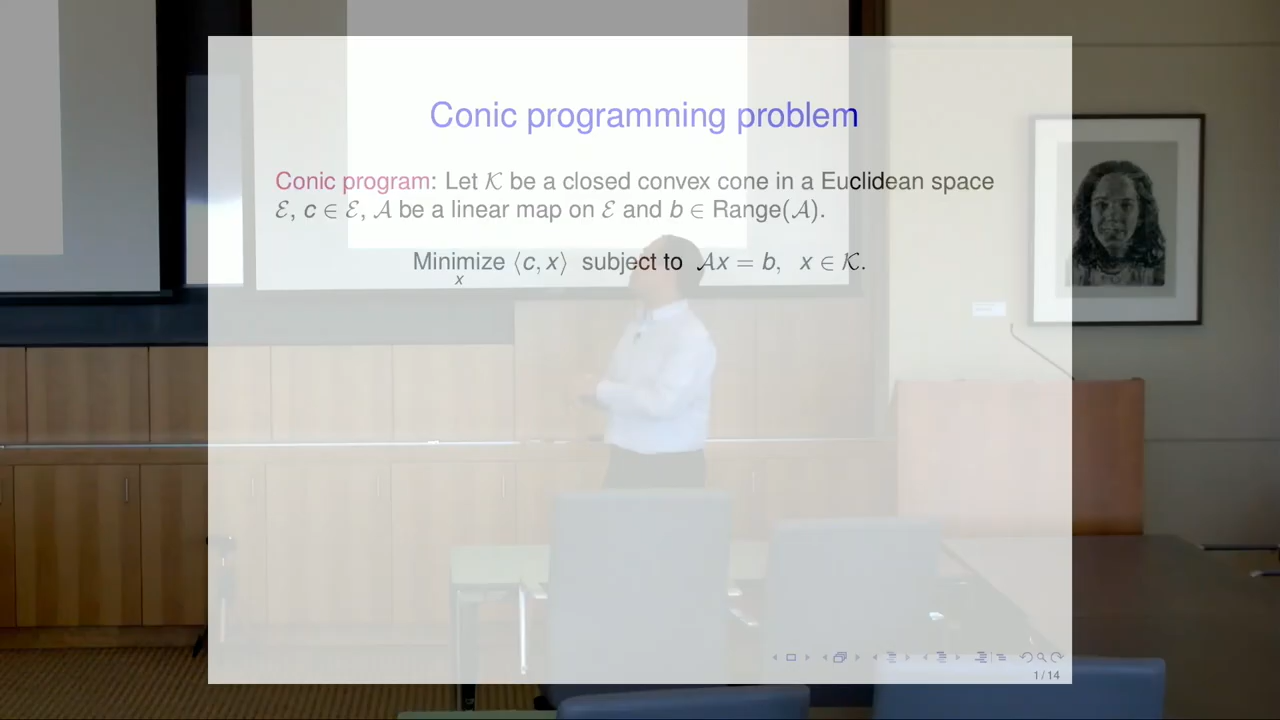 Conic programming problem
Conic program: Let 𝒦 be a closed convex cone in a Euclidean space
ℰ, c ∈ ℰ, 𝒜 be a linear map on ℰ and b ∈ Range(𝒜).
Minimize ⟨c, x⟩ subject to 𝒜x = b, x ∈ 𝒦.
x
1 / 14